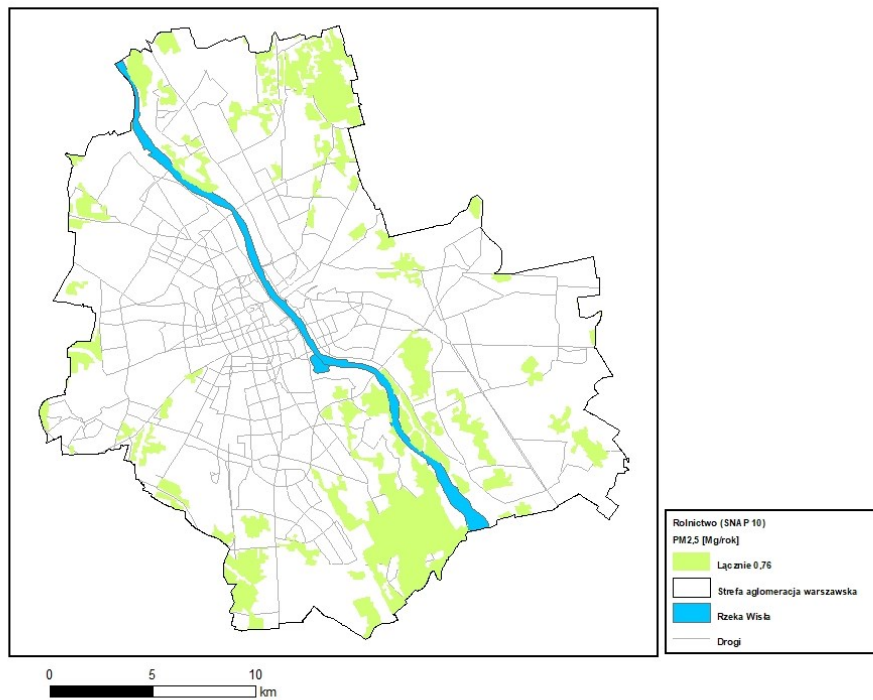 Rolnictwo (SNAP 10)
PM2,5 [Mg/rok]
Łącznie 0,76
Strefa aglomeracja warszawska
Rzeka Wisła
Drogi
0 5 10
km